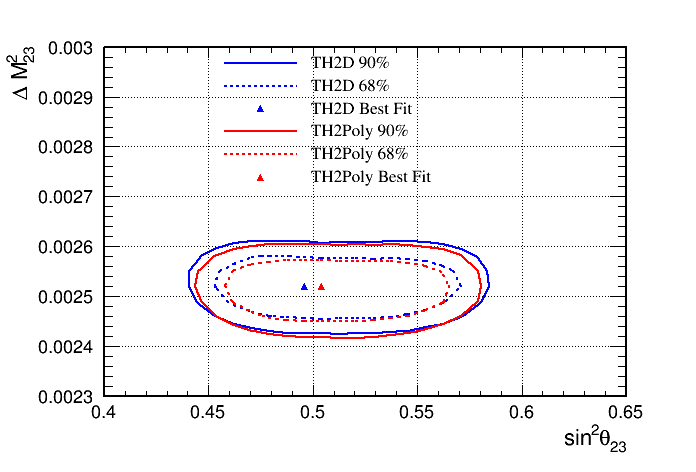 Δ M²₂₃
0.003
0.0029
0.0028
0.0027
0.0026
0.0025
0.0024
0.0023
TH2D 90%
TH2D 68%
TH2D Best Fit
TH2Poly 90%
TH2Poly 68%
TH2Poly Best Fit
0.4 0.45 0.5 0.55 0.6 0.65
sin²θ₂₃